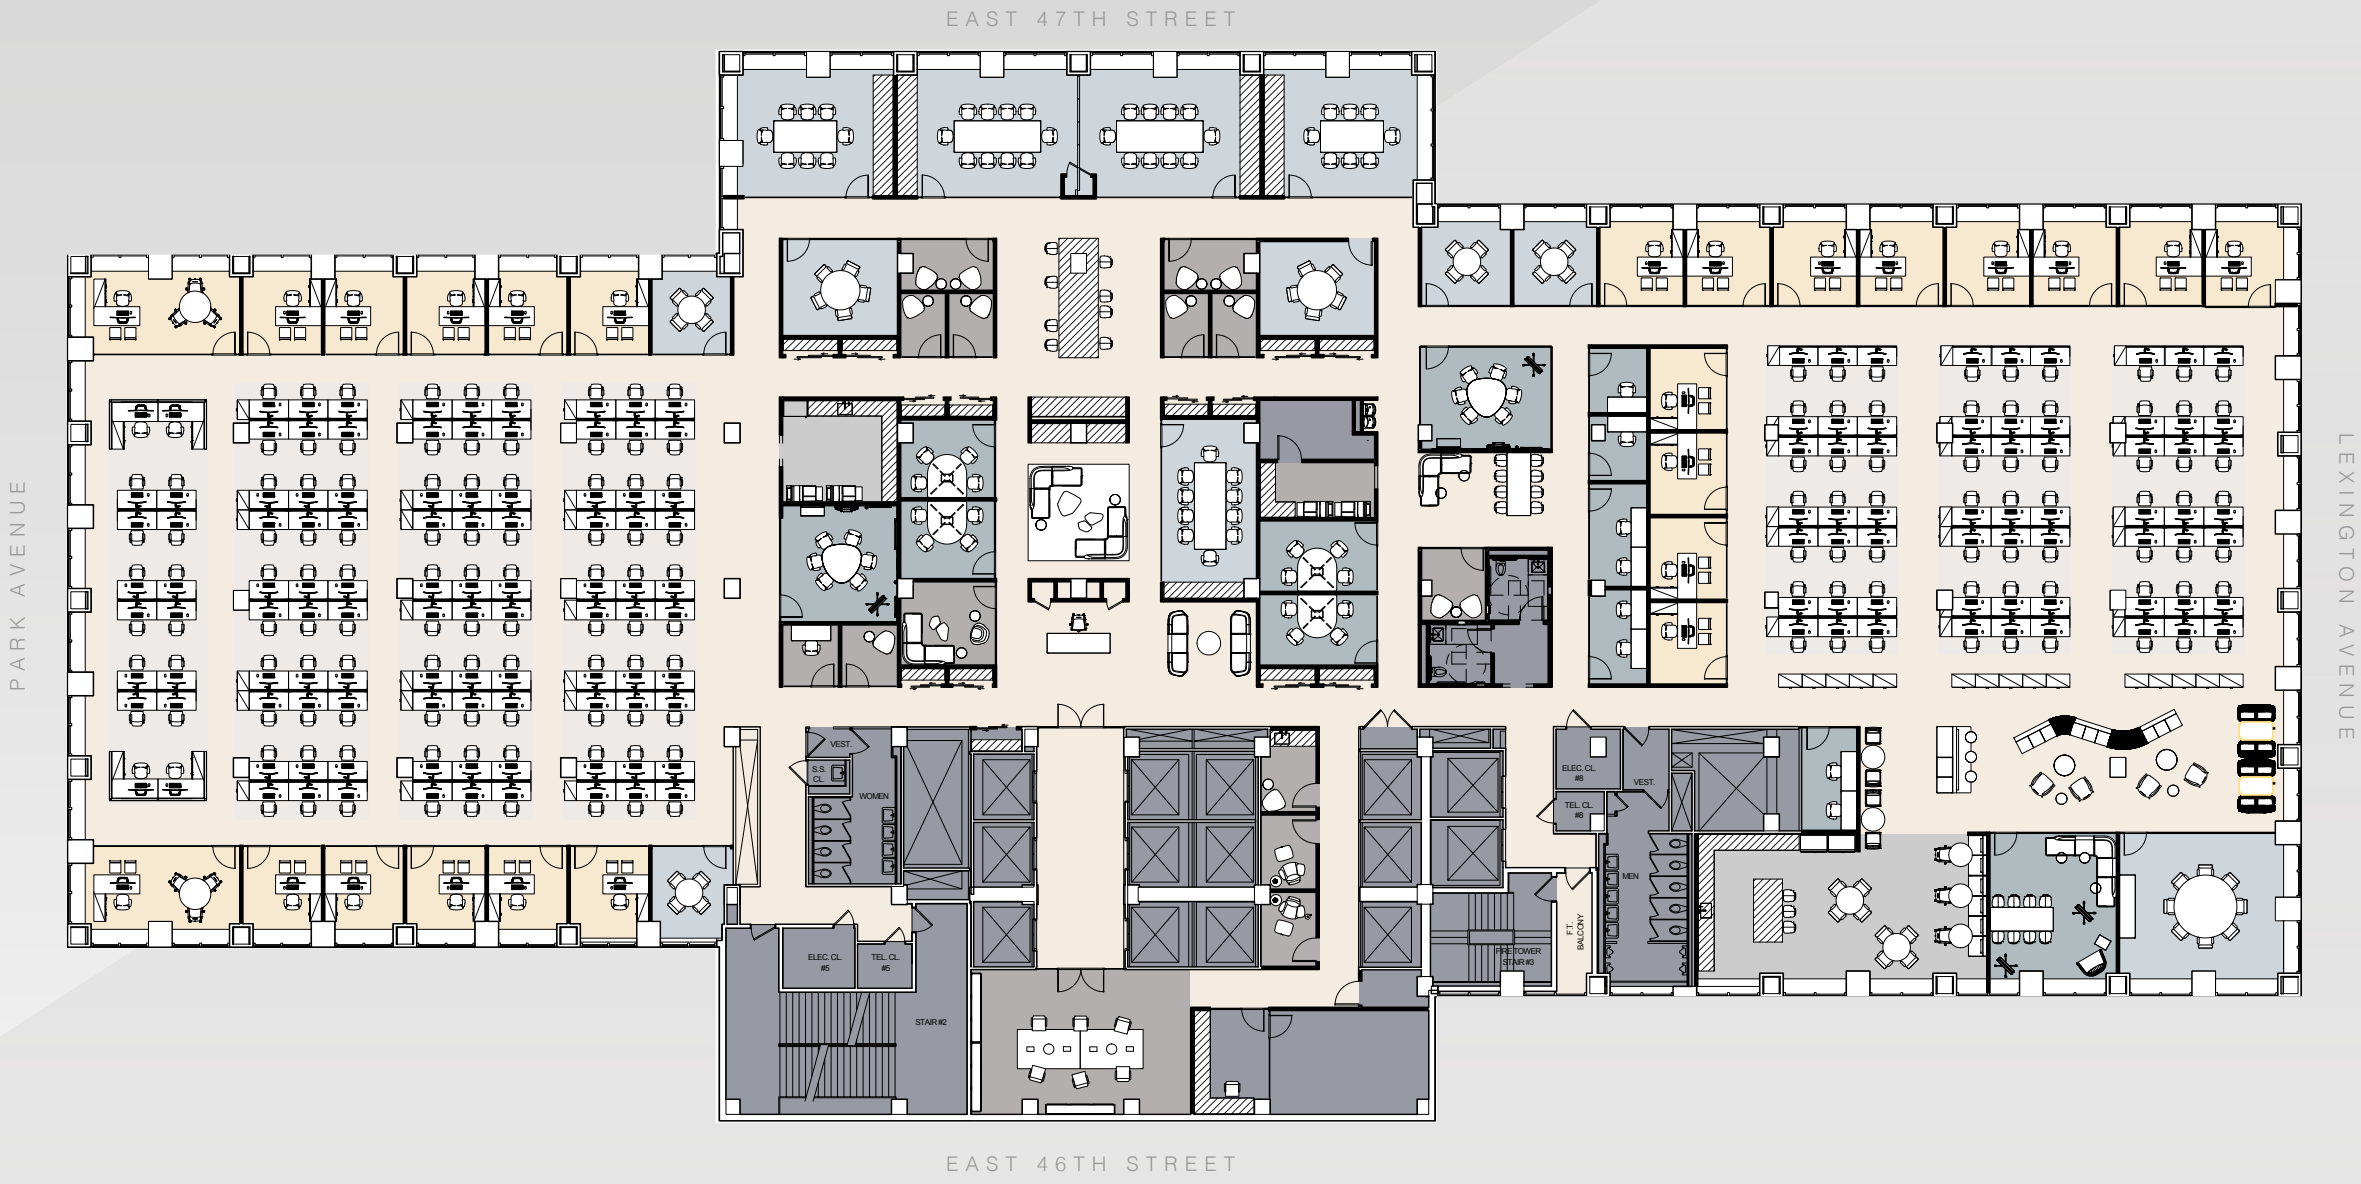 EAST 47TH STREET
PARK AVENUE
LEXINGTON AVENUE
VEST.
S.S.
CL.
WOMEN
ELEC. CL.
#8
VEST.
TEL. CL.
#8
MEN
F.T.
BALCONY
ELEC. CL.
#5
TEL. CL.
#5
FIRE TOWER
STAIR #3
STAIR #2
EAST 46TH STREET